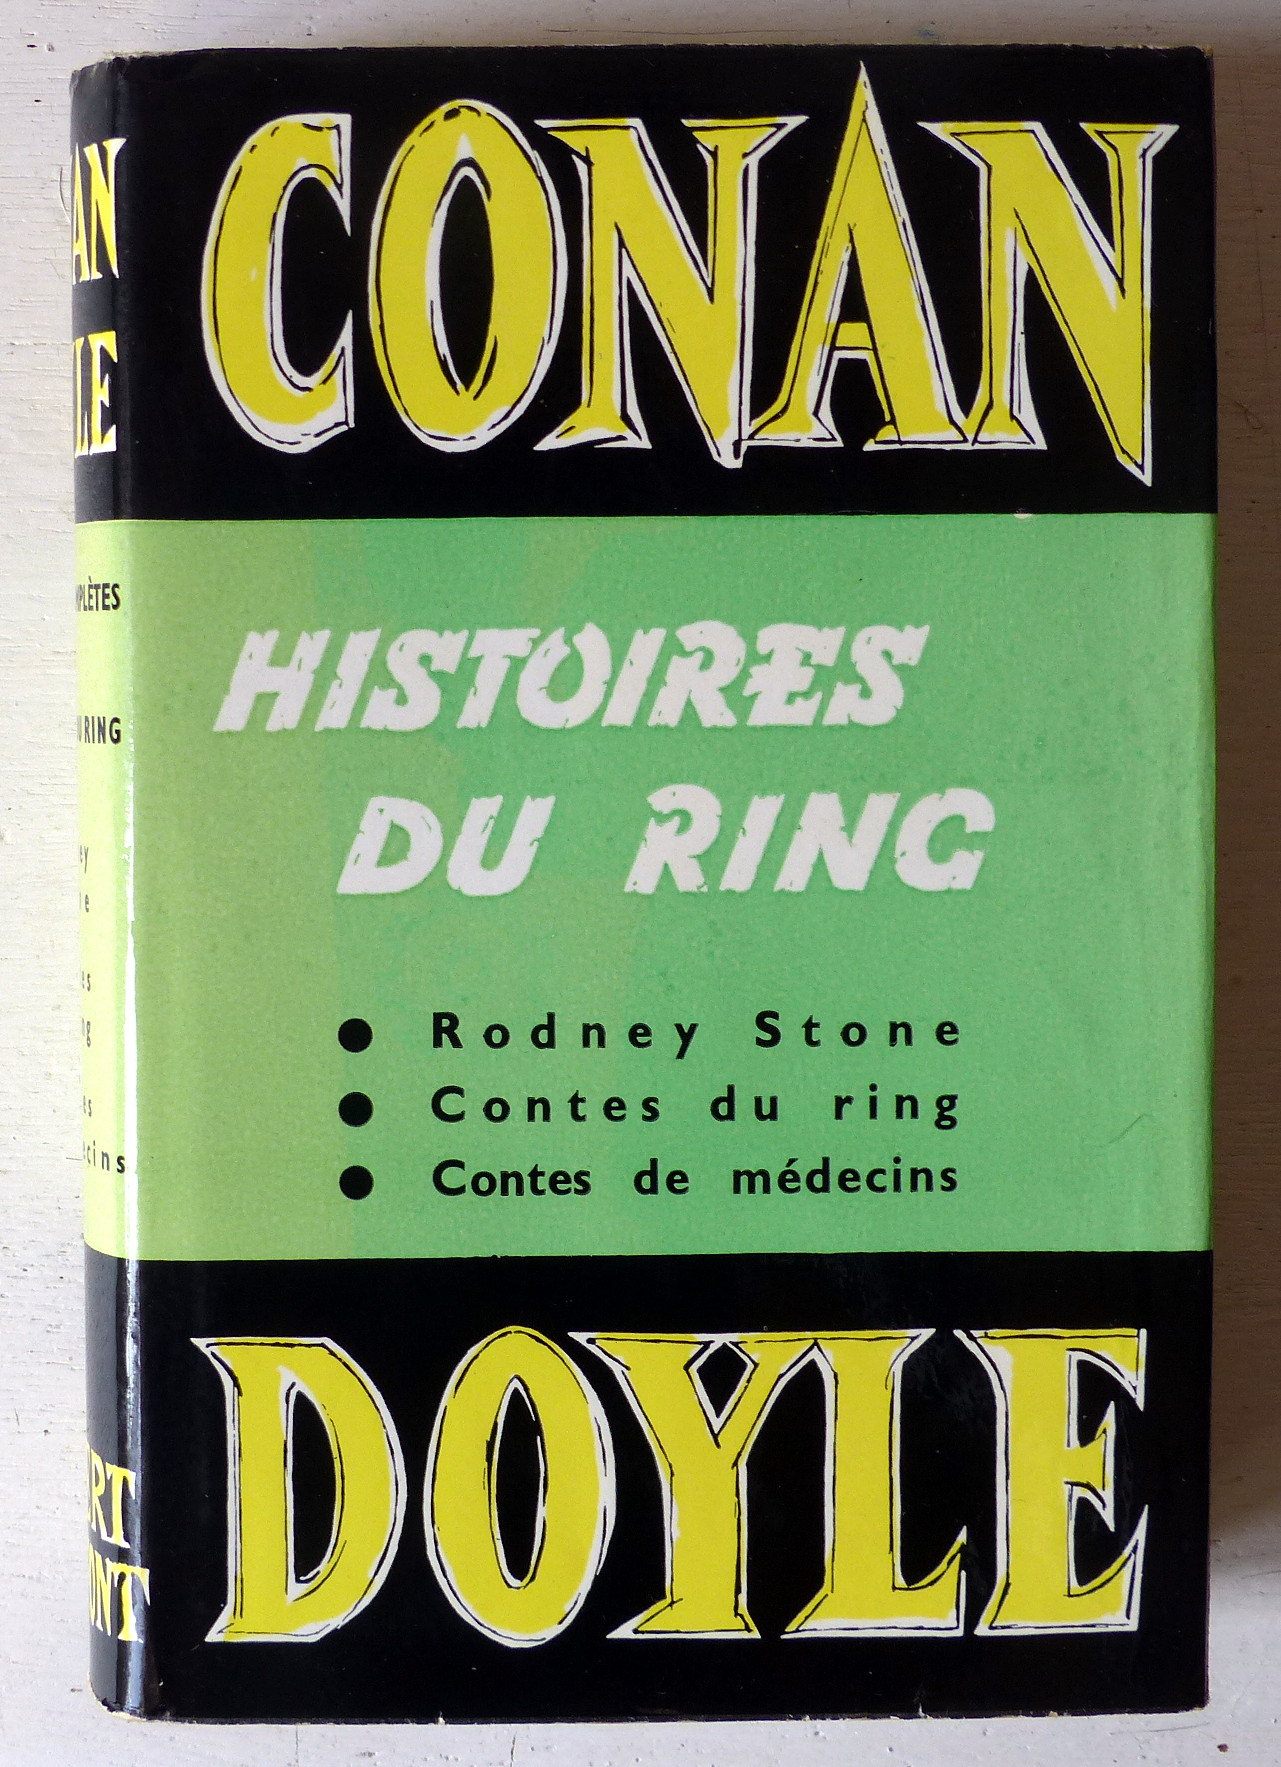 CONAN
HISTOIRES
DU RING
Rodney Stone
Contes du ring
Contes de médecins
DOYLE